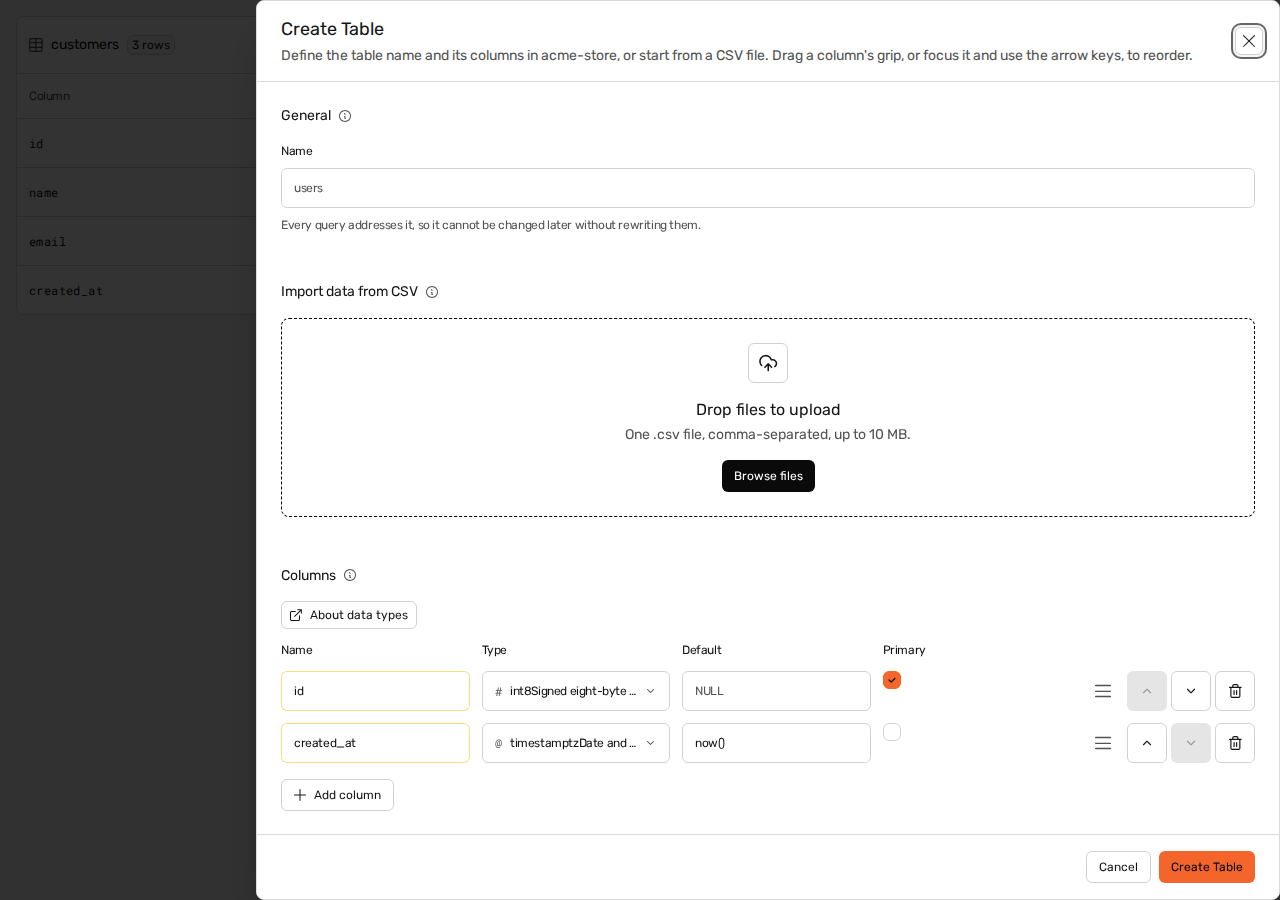 customers 3 rows
Column
id
name
email
created_at
Create Table
Define the table name and its columns in acme-store, or start from a CSV file. Drag a column's grip, or focus it and use the arrow keys, to reorder.
General
Name
users
Every query addresses it, so it cannot be changed later without rewriting them.
Import data from CSV
Drop files to upload
One .csv file, comma-separated, up to 10 MB.
Browse files
Columns
About data types
Name Type Default Primary
id # int8Signed eight-byte ... NULL
created_at @ timestamptzDate and ... now()
Add column
Cancel Create Table